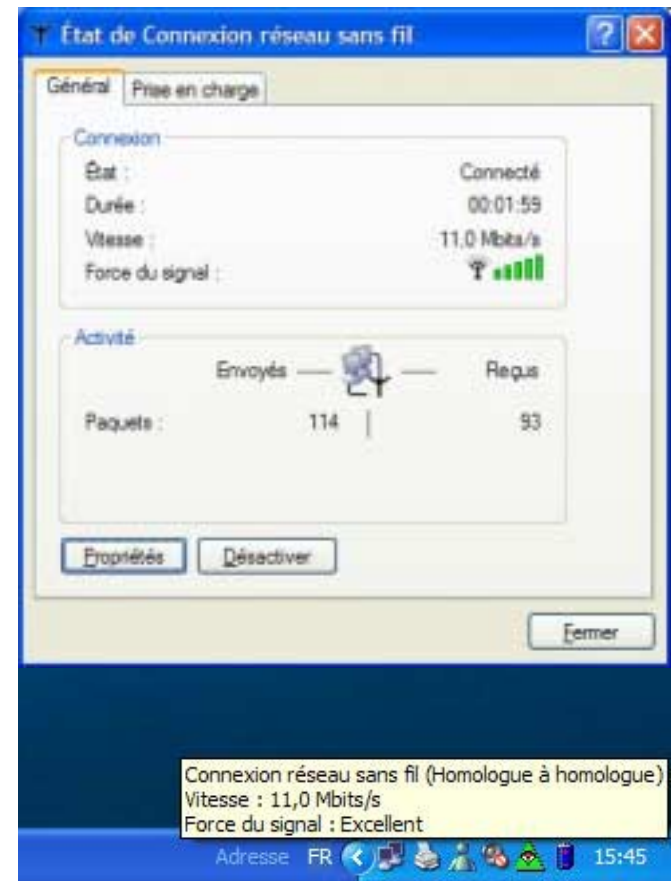 État de Connexion réseau sans fil
Général Prise en charge
Connexion
État : Connecté
Durée : 00:01:59
Vitesse : 11,0 Mbits/s
Force du signal :
Activité
Envoyés Reçus
Paquets : 114 93
Propriétés Désactiver
Fermer
Connexion réseau sans fil (Homologue à homologue)
Vitesse : 11,0 Mbits/s
Force du signal : Excellent
Adresse FR 15:45